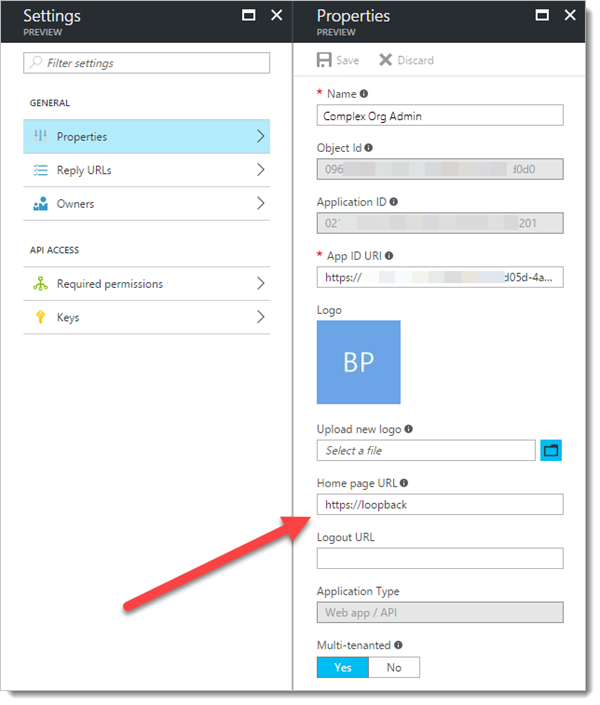 Settings
PREVIEW
Filter settings
GENERAL
Properties
Reply URLs
Owners
API ACCESS
Required permissions
Keys
Properties
PREVIEW
Save Discard
* Name
Complex Org Admin
Object Id
096 d0d0
Application ID
02 201
* App ID URI
https:// d05d-4a...
Logo
BP
Upload new logo
Select a file
Home page URL
https://loopback
Logout URL
Application Type
Web app / API
Multi-tenanted
Yes No